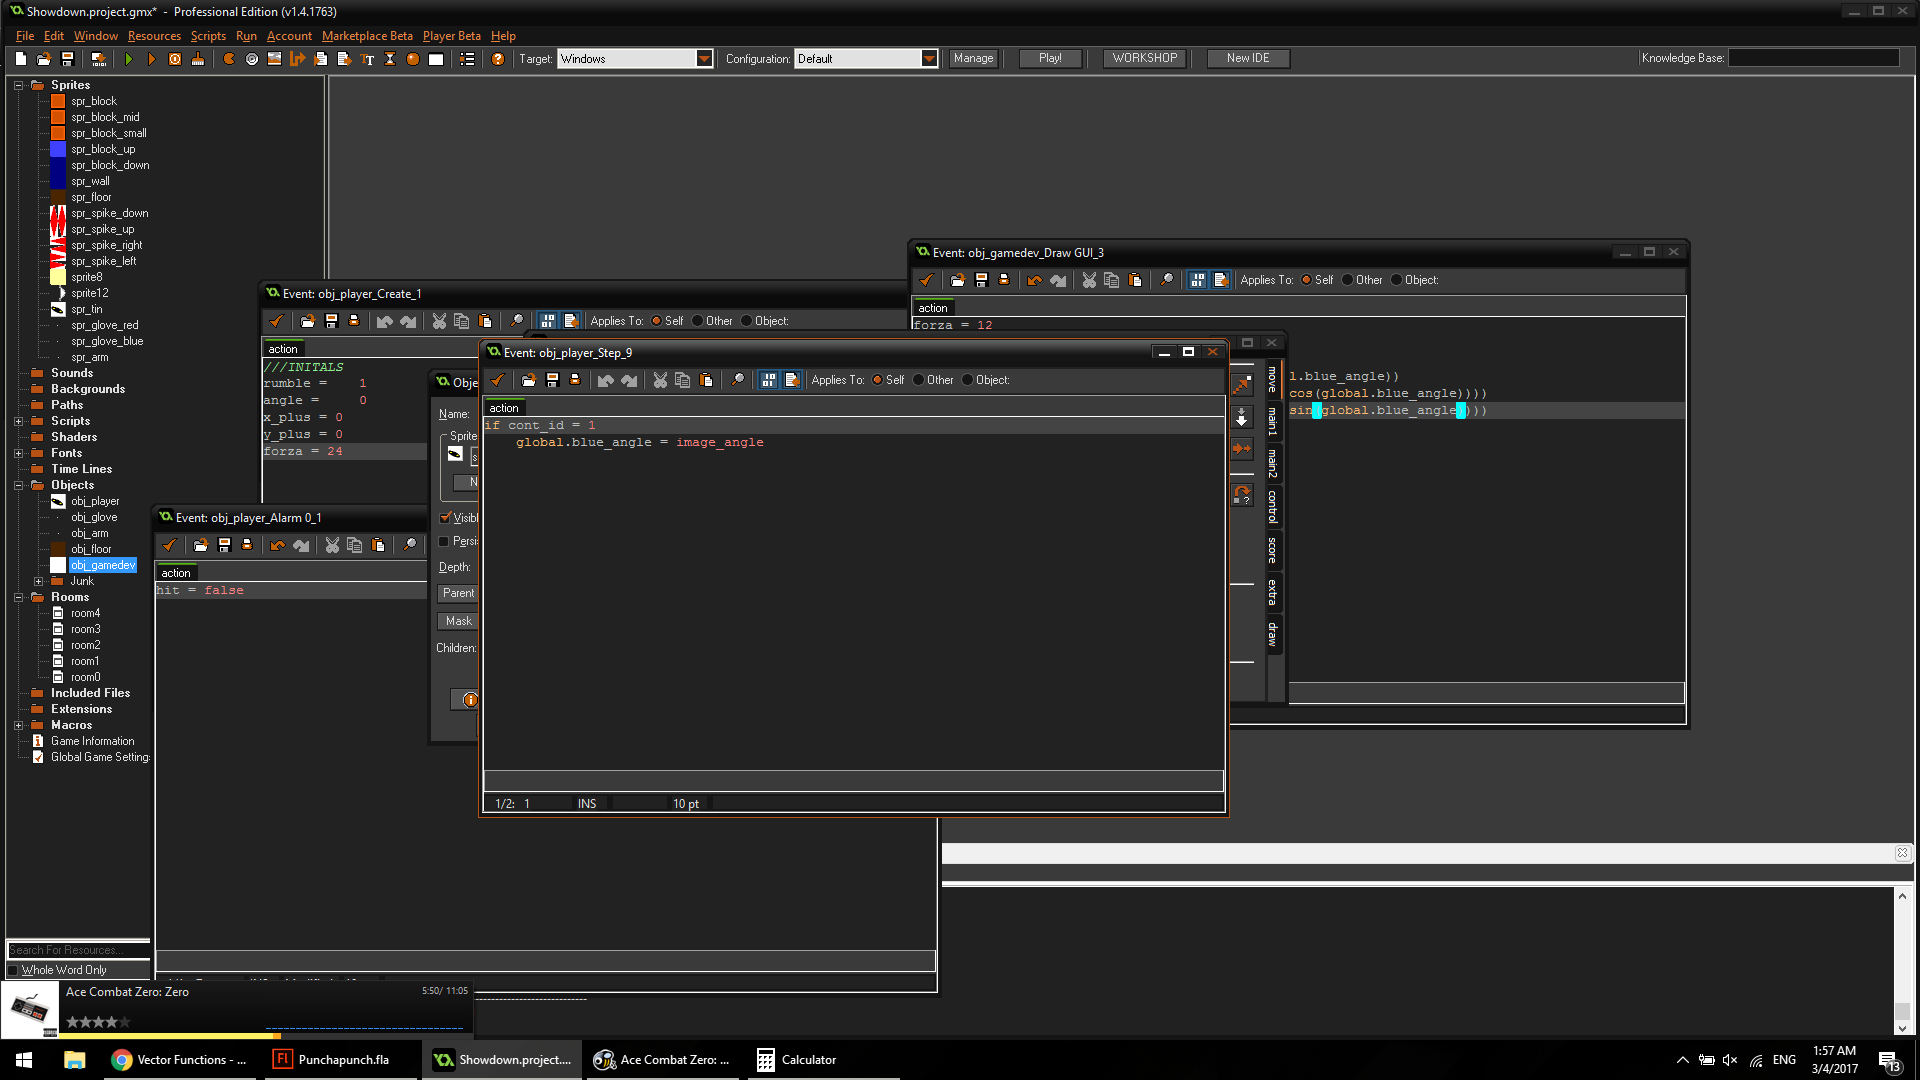 Showdown.project.gmx* - Professional Edition (v1.4.1763)
File Edit Window Resources Scripts Run Account Marketplace Beta Player Beta Help
Target: Windows Configuration: Default Manage Play! WORKSHOP New IDE Knowledge Base:
Sprites
spr_block
spr_block_mid
spr_block_small
spr_block_up
spr_block_down
spr_wall
spr_floor
spr_spike_down
spr_spike_up
spr_spike_right
spr_spike_left
sprite8
sprite12
spr_tin
spr_glove_red
spr_glove_blue
spr_arm
Sounds
Backgrounds
Paths
Scripts
Shaders
Fonts
Time Lines
Objects
obj_player
obj_glove
obj_arm
obj_floor
obj_gamedev
Junk
Rooms
room4
room3
room2
room1
room0
Included Files
Extensions
Macros
Game Information
Global Game Setting
Search For Resources...
Whole Word Only
Event: obj_player_Create_1
Applies To: Self Other Object:
action
///INITALS
rumble = 1
angle = 0
x_plus = 0
y_plus = 0
forza = 24
Event: obj_player_Alarm 0_1
action
hit = false
Obje
Name:
Sprite
N
Visibl
Persi
Depth:
Parent
Mask
Children:
Event: obj_player_Step_9
Applies To: Self Other Object:
action
if cont_id = 1
global.blue_angle = image_angle
1/2: 1 INS 10 pt
move
main1
main2
control
score
extra
draw
Event: obj_gamedev_Draw GUI_3
Applies To: Self Other Object:
action
forza = 12
l.blue_angle))
cos(global.blue_angle))))
sin(global.blue_angle))))
Ace Combat Zero: Zero
5:50/ 11:05
Vector Functions - ...
Punchapunch.fla
Showdown.project....
Ace Combat Zero: ...
Calculator
ENG
1:57 AM
3/4/2017
13